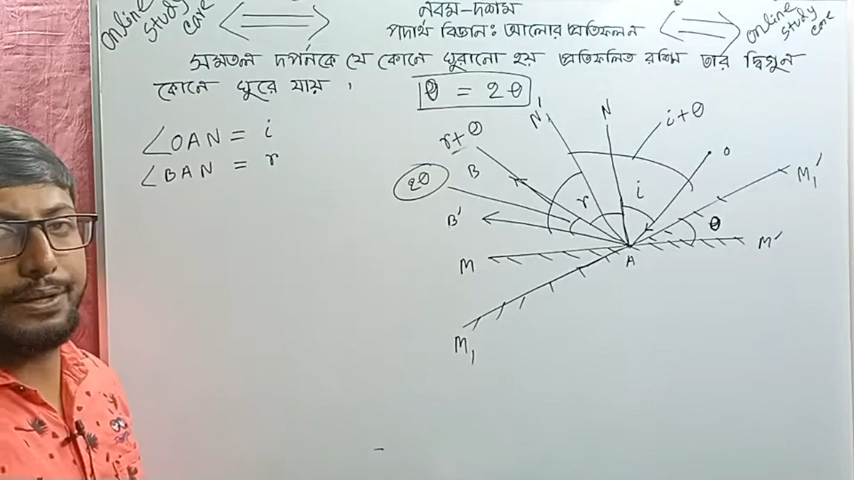 নবম-দশম
online study care
পদার্থ বিজ্ঞান: আলোর প্রতিফলন
online study care
সমতল দর্পনকে যে কোনে ঘুরানো হয় প্রতিফলিত রশ্মি তার দ্বিগুন
কোনে ঘুরে যায়।
θ = 2θ
∠OAN = i
∠BAN = r
N'
N
i+θ
r+θ
O
B
2θ
r
i
M₁'
B'
θ
M'
M
A
M₁